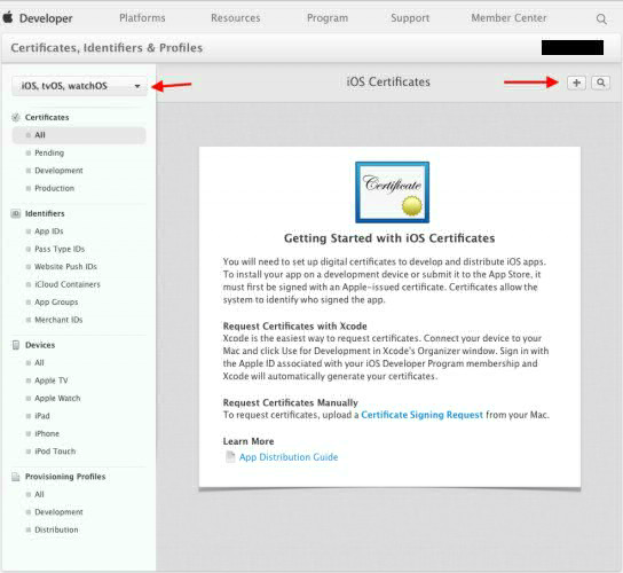 Developer
Platforms
Resources
Program
Support
Member Center
Certificates, Identifiers & Profiles
iOS, tvOS, watchOS
iOS Certificates
Certificates
All
Pending
Development
Production
Identifiers
App IDs
Pass Type IDs
Website Push IDs
iCloud Containers
App Groups
Merchant IDs
Devices
All
Apple TV
Apple Watch
iPad
iPhone
iPod Touch
Provisioning Profiles
All
Development
Distribution
Certificate
Getting Started with iOS Certificates
You will need to set up digital certificates to develop and distribute iOS apps.
To install your app on a development device or submit it to the App Store, it
must first be signed with an Apple-issued certificate. Certificates allow the
system to identify who signed the app.
Request Certificates with Xcode
Xcode is the easiest way to request certificates. Connect your device to your
Mac and click Use for Development in Xcode's Organizer window. Sign in with
the Apple ID associated with your iOS Developer Program membership and
Xcode will automatically generate your certificates.
Request Certificates Manually
To request certificates, upload a Certificate Signing Request from your Mac.
Learn More
App Distribution Guide